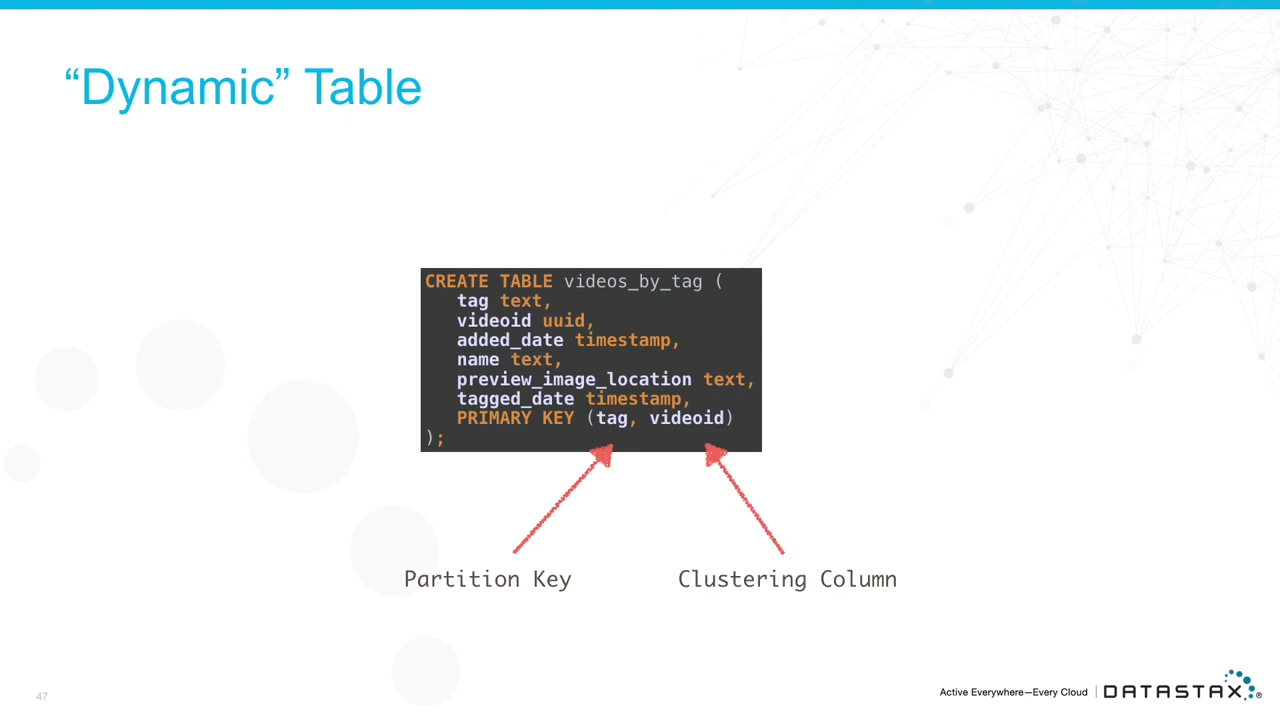 “Dynamic” Table
CREATE TABLE videos_by_tag (
tag text,
videoid uuid,
added_date timestamp,
name text,
preview_image_location text,
tagged_date timestamp,
PRIMARY KEY (tag, videoid)
);
Partition Key
Clustering Column
47
Active Everywhere—Every Cloud | DATASTAX®